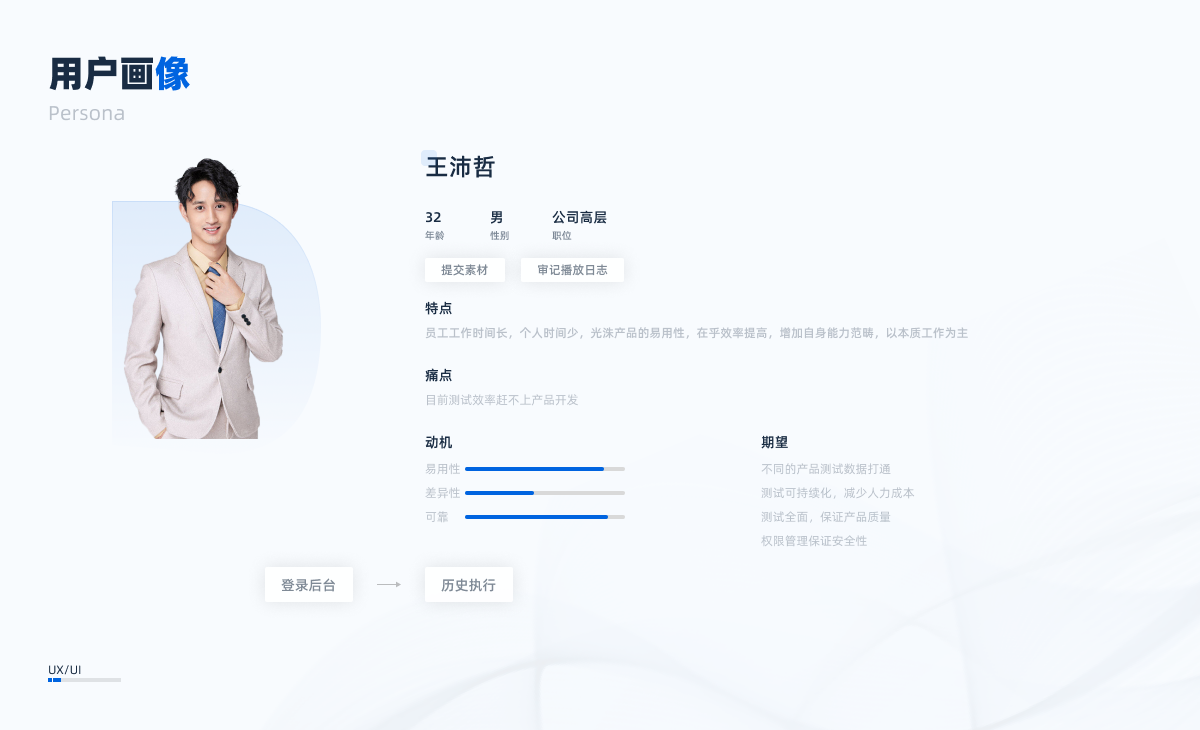 用户画像
Persona
王沛哲
32 男 公司高层
年龄 性别 职位
提交素材 审记播放日志
特点
员工工作时间长，个人时间少，光洙产品的易用性，在乎效率提高，增加自身能力范畴，以本质工作为主
痛点
目前测试效率赶不上产品开发
动机
易用性
差异性
可靠
期望
不同的产品测试数据打通
测试可持续化，减少人力成本
测试全面，保证产品质量
权限管理保证安全性
登录后台 历史执行
UX/UI